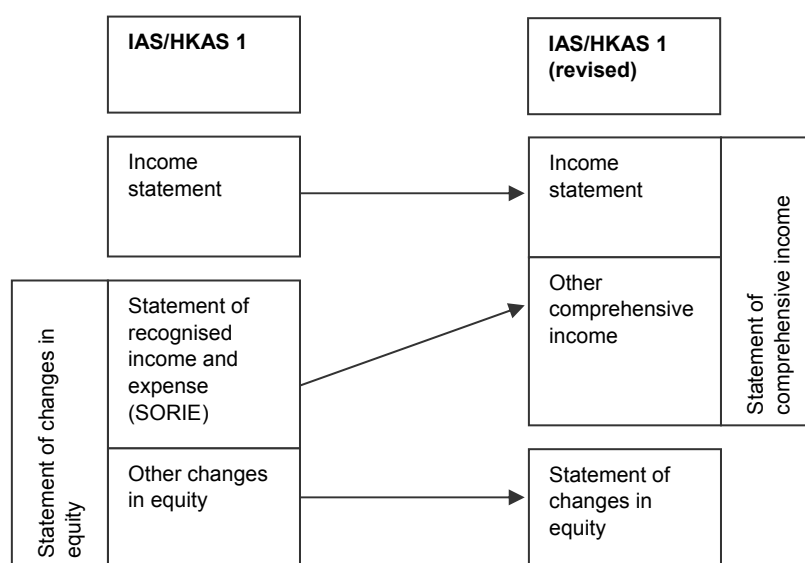 IAS/HKAS 1
IAS/HKAS 1
(revised)
Income
statement
Income
statement
Statement of
comprehensive income
Statement of changes in
equity
Statement of
recognised
income and
expense
(SORIE)
Other
comprehensive
income
Other changes
in equity
Statement of
changes in
equity